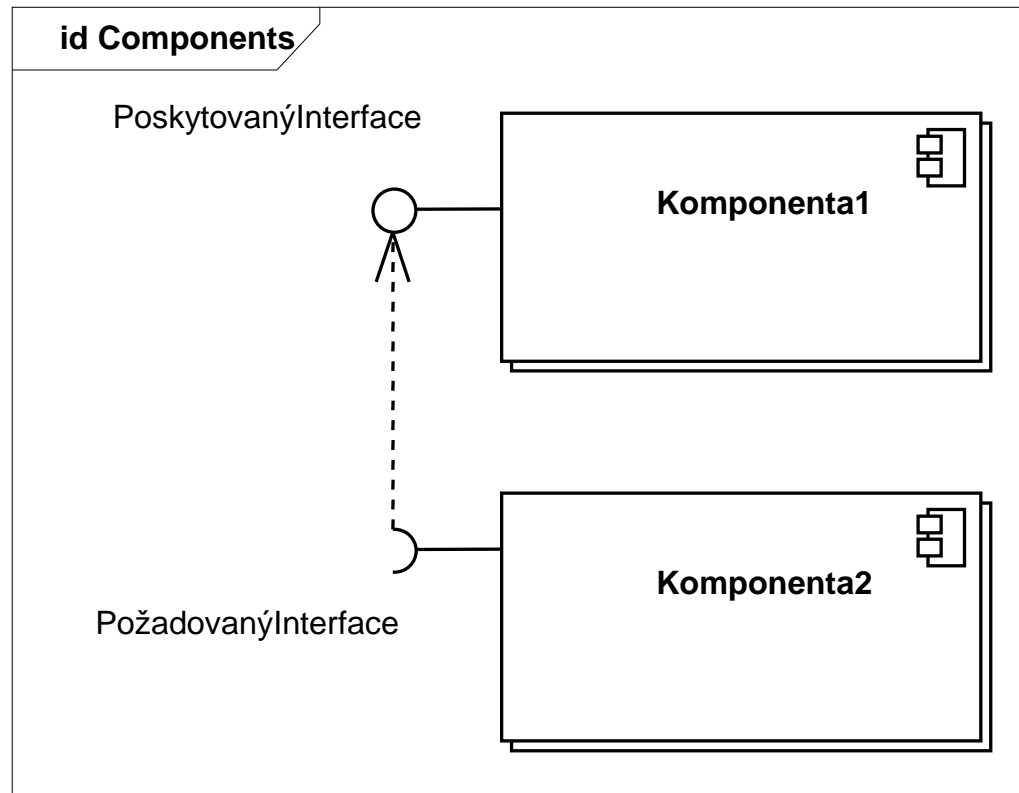 id Components
PoskytovanýInterface
Komponenta1
Komponenta2
PožadovanýInterface